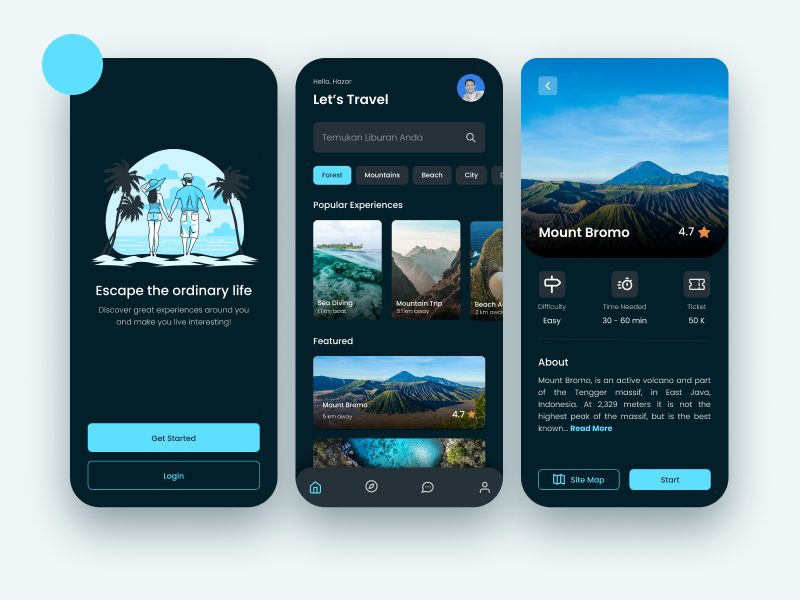 Escape the ordinary life
Discover great experiences around you
and make you live interesting!
Get Started
Login
Hello, Hazar
Let's Travel
Temukan Liburan Anda
Forest
Mountains
Beach
City
Popular Experiences
Sea Diving
1.1 km boat
Mountain Trip
5.1 km away
Beach A
2 km away
Featured
Mount Bromo
5 km away
4.7
Mount Bromo
4.7
Difficulty
Easy
Time Needed
30 - 60 min
Ticket
50 K
About
Mount Bromo, is an active volcano and part
of the Tengger massif, in East Java,
Indonesia. At 2,329 meters it is not the
highest peak of the massif, but is the best
known... Read More
Site Map
Start